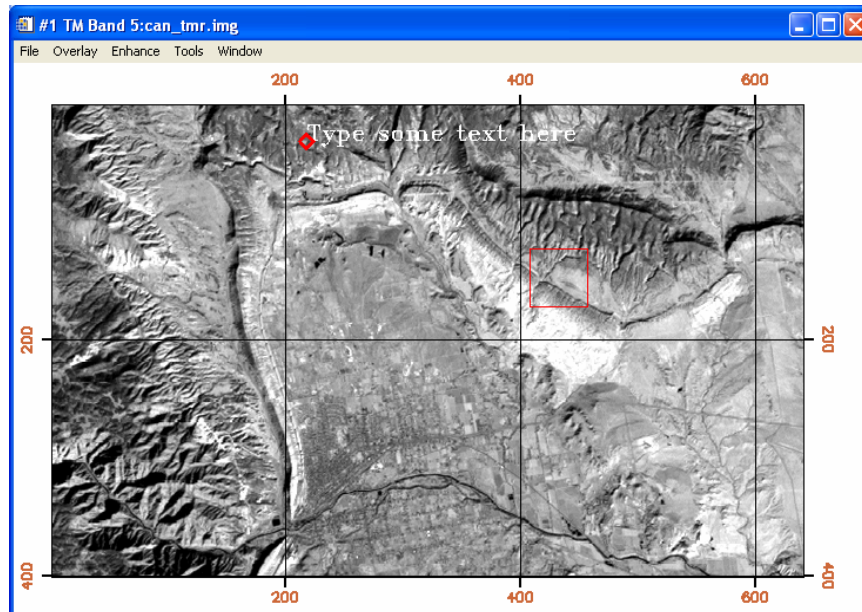 #1 TM Band 5:can_tmr.img
File Overlay Enhance Tools Window
200 400 600
Type some text here
200 200
400 400
200 400 600